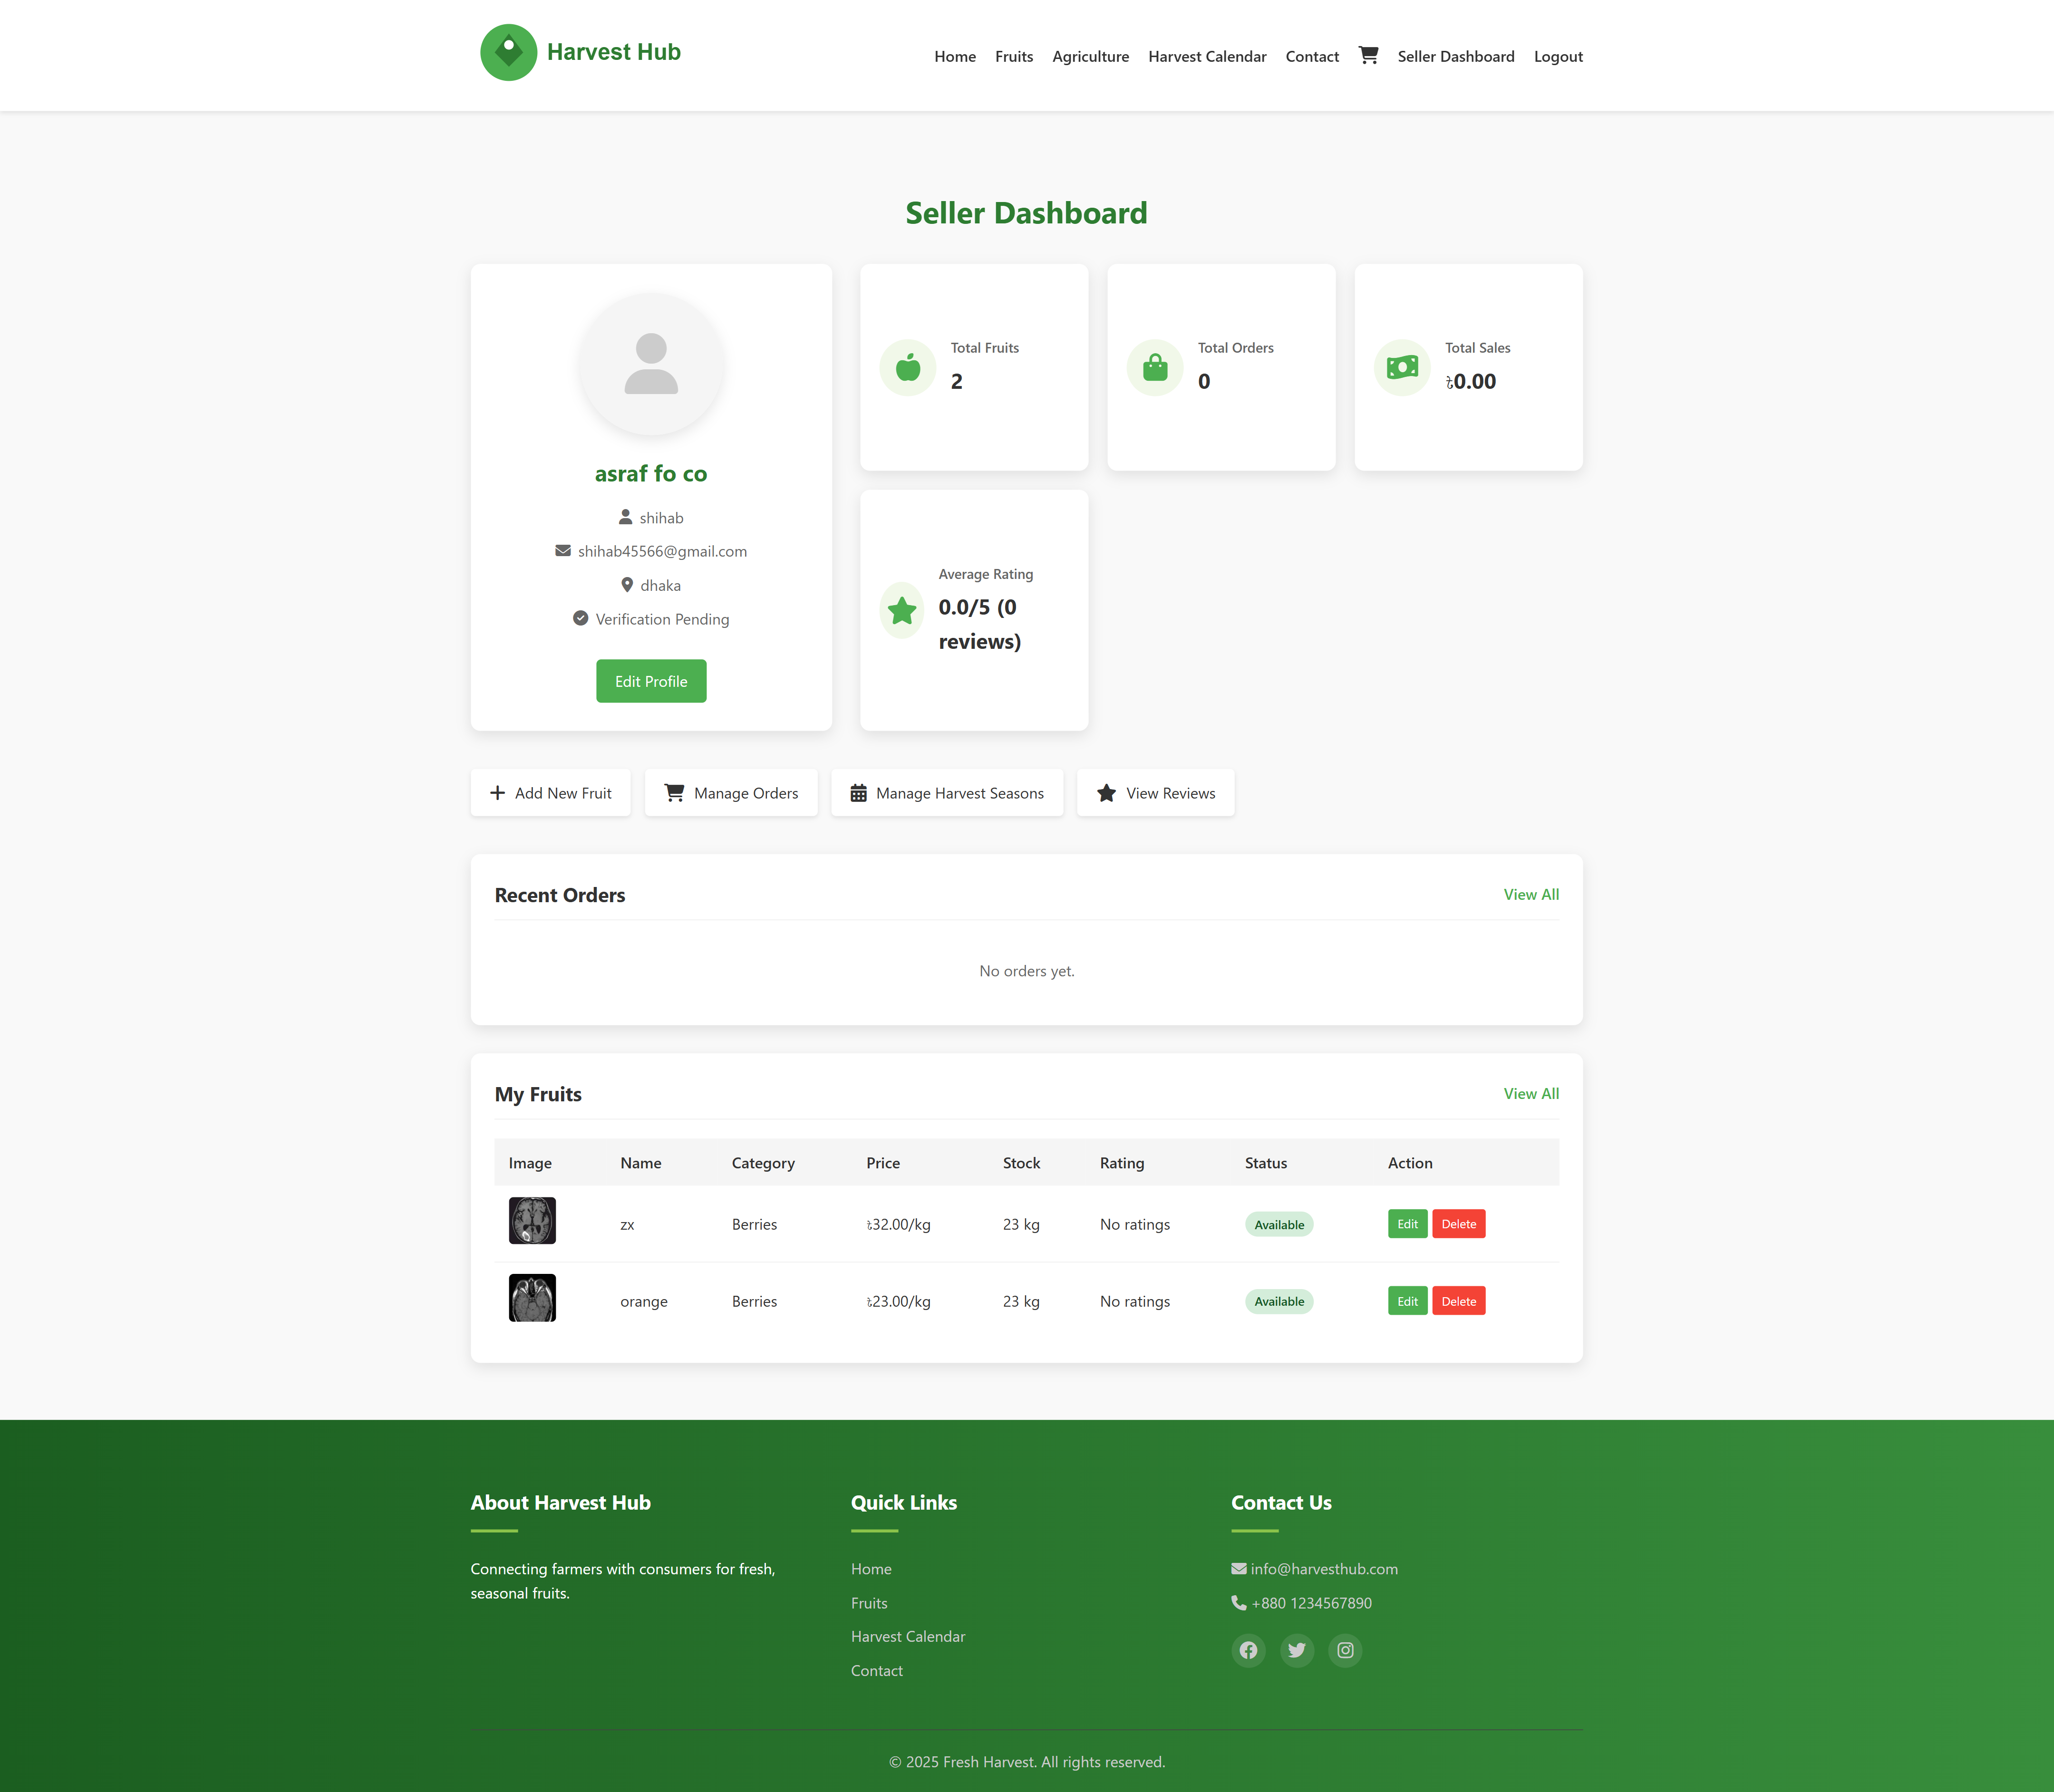 Harvest Hub
Home Fruits Agriculture Harvest Calendar Contact Seller Dashboard Logout
Seller Dashboard
asraf fo co
shihab
shihab45566@gmail.com
dhaka
Verification Pending
Edit Profile
Total Fruits
2
Total Orders
0
Total Sales
৳0.00
Average Rating
0.0/5 (0
reviews)
Add New Fruit Manage Orders Manage Harvest Seasons View Reviews
Recent Orders View All
No orders yet.
My Fruits View All
Image Name Category Price Stock Rating Status Action
zx Berries ৳32.00/kg 23 kg No ratings Available Edit Delete
orange Berries ৳23.00/kg 23 kg No ratings Available Edit Delete
About Harvest Hub
Connecting farmers with consumers for fresh,
seasonal fruits.
Quick Links
Home
Fruits
Harvest Calendar
Contact
Contact Us
info@harvesthub.com
+880 1234567890
© 2025 Fresh Harvest. All rights reserved.